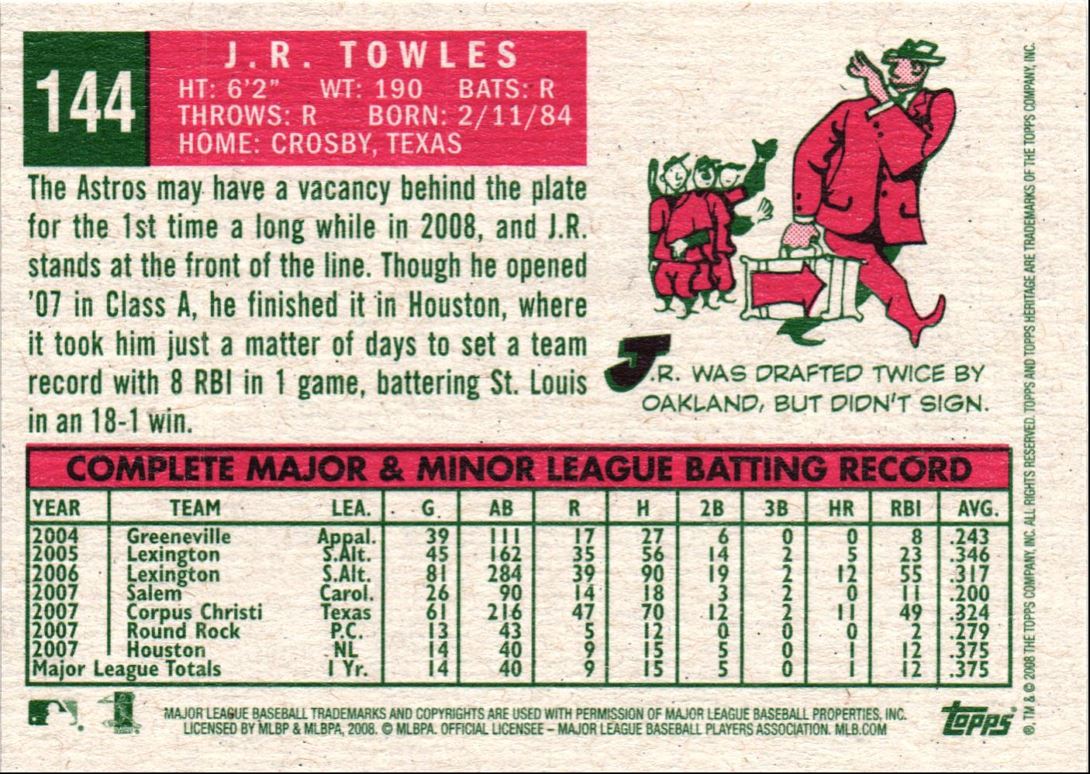 144
J.R. TOWLES
HT: 6'2" WT: 190 BATS: R
THROWS: R BORN: 2/11/84
HOME: CROSBY, TEXAS
The Astros may have a vacancy behind the plate
for the 1st time a long while in 2008, and J.R.
stands at the front of the line. Though he opened
'07 in Class A, he finished it in Houston, where
it took him just a matter of days to set a team
record with 8 RBI in 1 game, battering St. Louis
in an 18-1 win.
J.R. WAS DRAFTED TWICE BY
OAKLAND, BUT DIDN'T SIGN.
COMPLETE MAJOR & MINOR LEAGUE BATTING RECORD
YEAR TEAM LEA. G AB R H 2B 3B HR RBI AVG.
2004 Greeneville Appal. 39 111 17 27 6 0 0 8 .243
2005 Lexington S.Alt. 45 162 35 56 14 2 5 23 .346
2006 Lexington S.Alt. 81 284 39 90 19 2 12 55 .317
2007 Salem Carol. 26 90 14 18 3 2 0 11 .200
2007 Corpus Christi Texas 61 216 47 70 12 2 11 49 .324
2007 Round Rock P.C. 13 43 5 12 0 0 0 2 .279
2007 Houston NL 14 40 9 15 5 0 1 12 .375
Major League Totals 1 Yr. 14 40 9 15 5 0 1 12 .375
MAJOR LEAGUE BASEBALL TRADEMARKS AND COPYRIGHTS ARE USED WITH PERMISSION OF MAJOR LEAGUE BASEBALL PROPERTIES, INC.
LICENSED BY MLBP & MLBPA, 2008. © MLBPA. OFFICIAL LICENSEE – MAJOR LEAGUE BASEBALL PLAYERS ASSOCIATION. MLB.COM
topps
®, TM & © 2008 THE TOPPS COMPANY, INC. ALL RIGHTS RESERVED. TOPPS AND TOPPS HERITAGE ARE TRADEMARKS OF THE TOPPS COMPANY, INC.